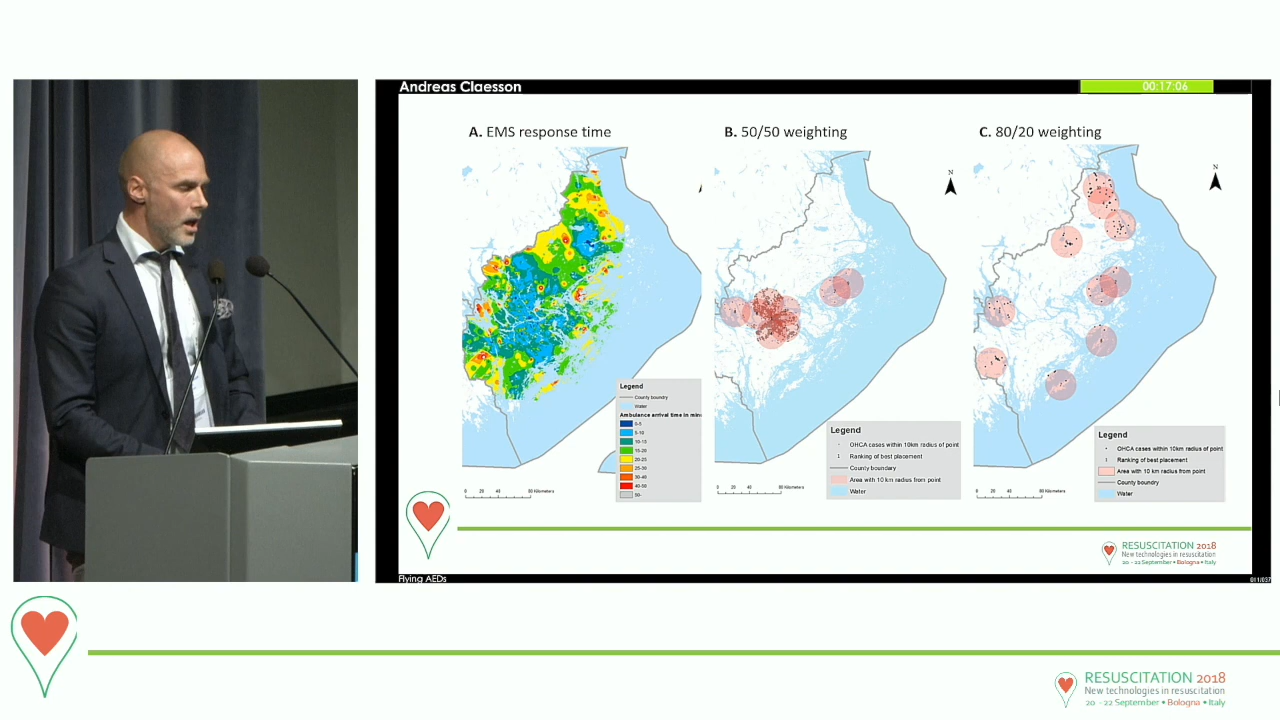 Andreas Claesson
00:17:06
A. EMS response time
B. 50/50 weighting
C. 80/20 weighting
N
N
Legend
County boundry
Water
Ambulance arrival time in min
0-5
5-10
10-15
15-20
20-25
25-30
30-40
40-50
50-
0 20 40 80 Kilometers
Legend
OHCA cases within 10km radius of point
1 Ranking of best placement
County boundary
Area with 10 km radius from point
Water
0 20 40 80 Kilometers
Legend
OHCA cases within 10km radius of point
1 Ranking of best placement
Area with 10 km radius from point
County boundry
Water
0 20 40 80 Kilometers
RESUSCITATION 2018
New technologies in resuscitation
20 - 22 September • Bologna • Italy
Flying AEDs
011/037
RESUSCITATION 2018
New technologies in resuscitation
20 - 22 September • Bologna • Italy